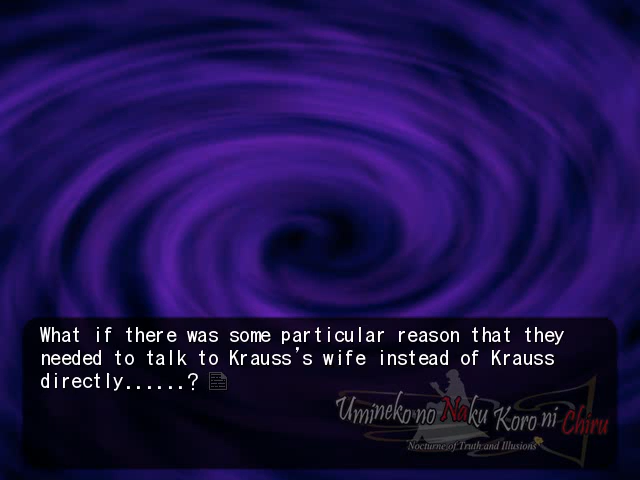 What if there was some particular reason that they
needed to talk to Krauss's wife instead of Krauss
directly......?
Umineko no Naku Koro ni Chiru
Nocturne of Truth and Illusions